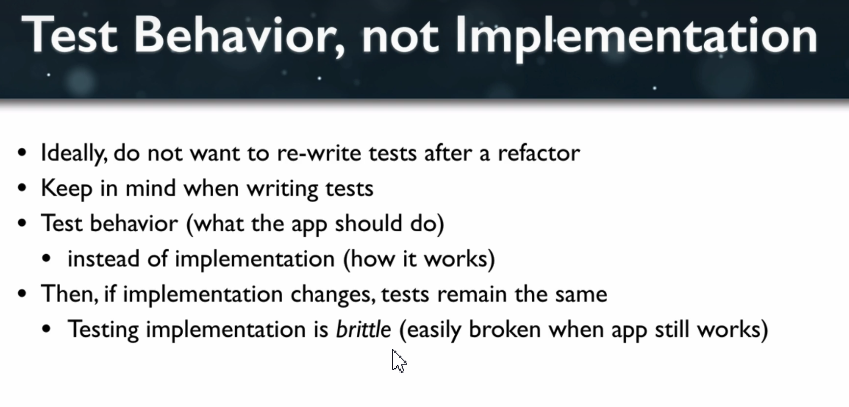 Test Behavior, not Implementation
• Ideally, do not want to re-write tests after a refactor
• Keep in mind when writing tests
• Test behavior (what the app should do)
• instead of implementation (how it works)
• Then, if implementation changes, tests remain the same
• Testing implementation is brittle (easily broken when app still works)